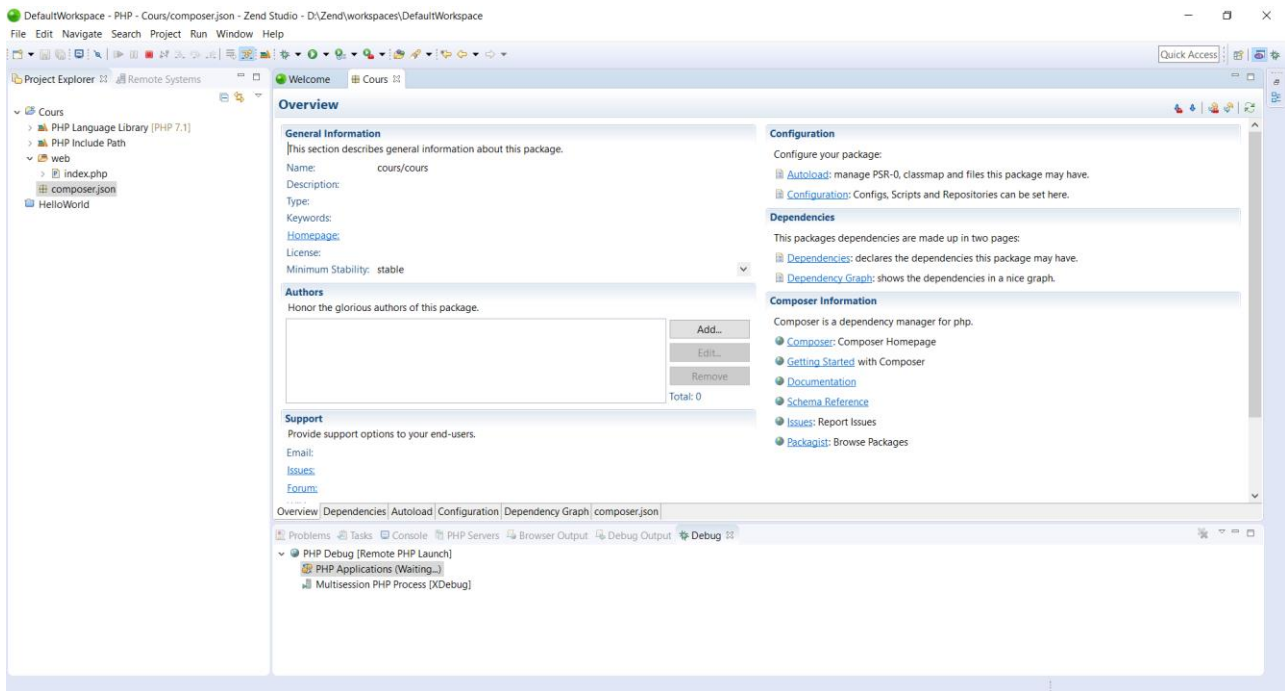 DefaultWorkspace - PHP - Cours/composer.json - Zend Studio - D:\Zend\workspaces\DefaultWorkspace
File Edit Navigate Search Project Run Window Help
Quick Access
Project Explorer Remote Systems
Cours
PHP Language Library [PHP 7.1]
PHP Include Path
web
index.php
composer.json
HelloWorld
Welcome Cours
Overview
General Information
This section describes general information about this package.
Name: cours/cours
Description:
Type:
Keywords:
Homepage:
License:
Minimum Stability: stable
Authors
Honor the glorious authors of this package.
Add...
Edit...
Remove
Total: 0
Support
Provide support options to your end-users.
Email:
Issues:
Forum:
Configuration
Configure your package:
Autoload: manage PSR-0, classmap and files this package may have.
Configuration: Configs, Scripts and Repositories can be set here.
Dependencies
This packages dependencies are made up in two pages:
Dependencies: declares the dependencies this package may have.
Dependency Graph: shows the dependencies in a nice graph.
Composer Information
Composer is a dependency manager for php.
Composer: Composer Homepage
Getting Started with Composer
Documentation
Schema Reference
Issues: Report Issues
Packagist: Browse Packages
Overview Dependencies Autoload Configuration Dependency Graph composer.json
Problems Tasks Console PHP Servers Browser Output Debug Output Debug
PHP Debug [Remote PHP Launch]
PHP Applications (Waiting...)
Multisession PHP Process [XDebug]